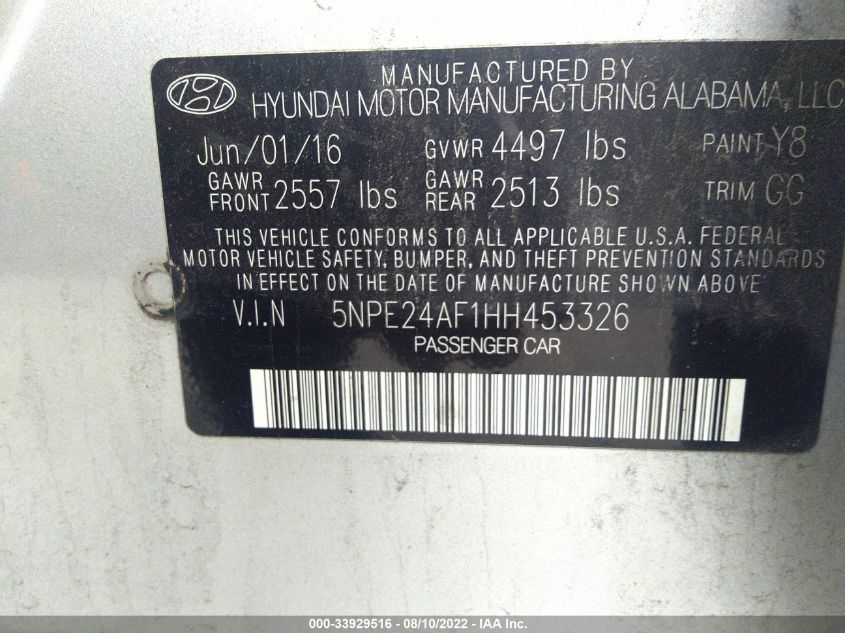 MANUFACTURED BY
HYUNDAI MOTOR MANUFACTURING ALABAMA, LLC
Jun/01/16 GVWR 4497 lbs PAINT Y8
GAWR FRONT 2557 lbs GAWR REAR 2513 lbs TRIM GG
THIS VEHICLE CONFORMS TO ALL APPLICABLE U.S.A. FEDERAL
MOTOR VEHICLE SAFETY, BUMPER, AND THEFT PREVENTION STANDARDS
IN EFFECT ON THE DATE OF MANUFACTURE SHOWN ABOVE
V.I.N 5NPE24AF1HH453326
PASSENGER CAR
000-33929516 - 08/10/2022 - IAA Inc.